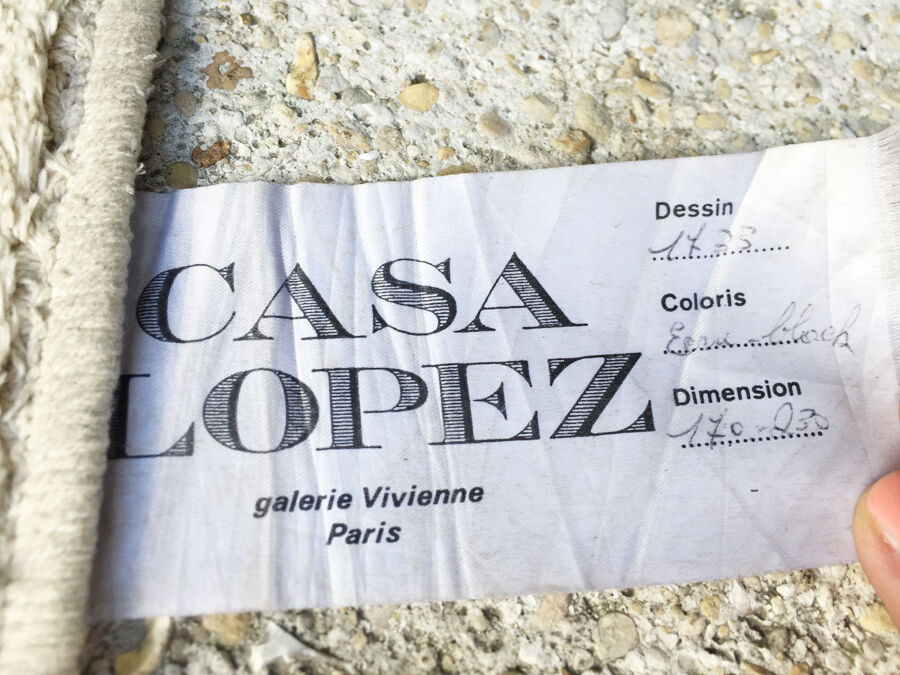 CASA
LOPEZ
galerie Vivienne
Paris
Dessin
1733
Coloris
Ecru - black
Dimension
170 - 230